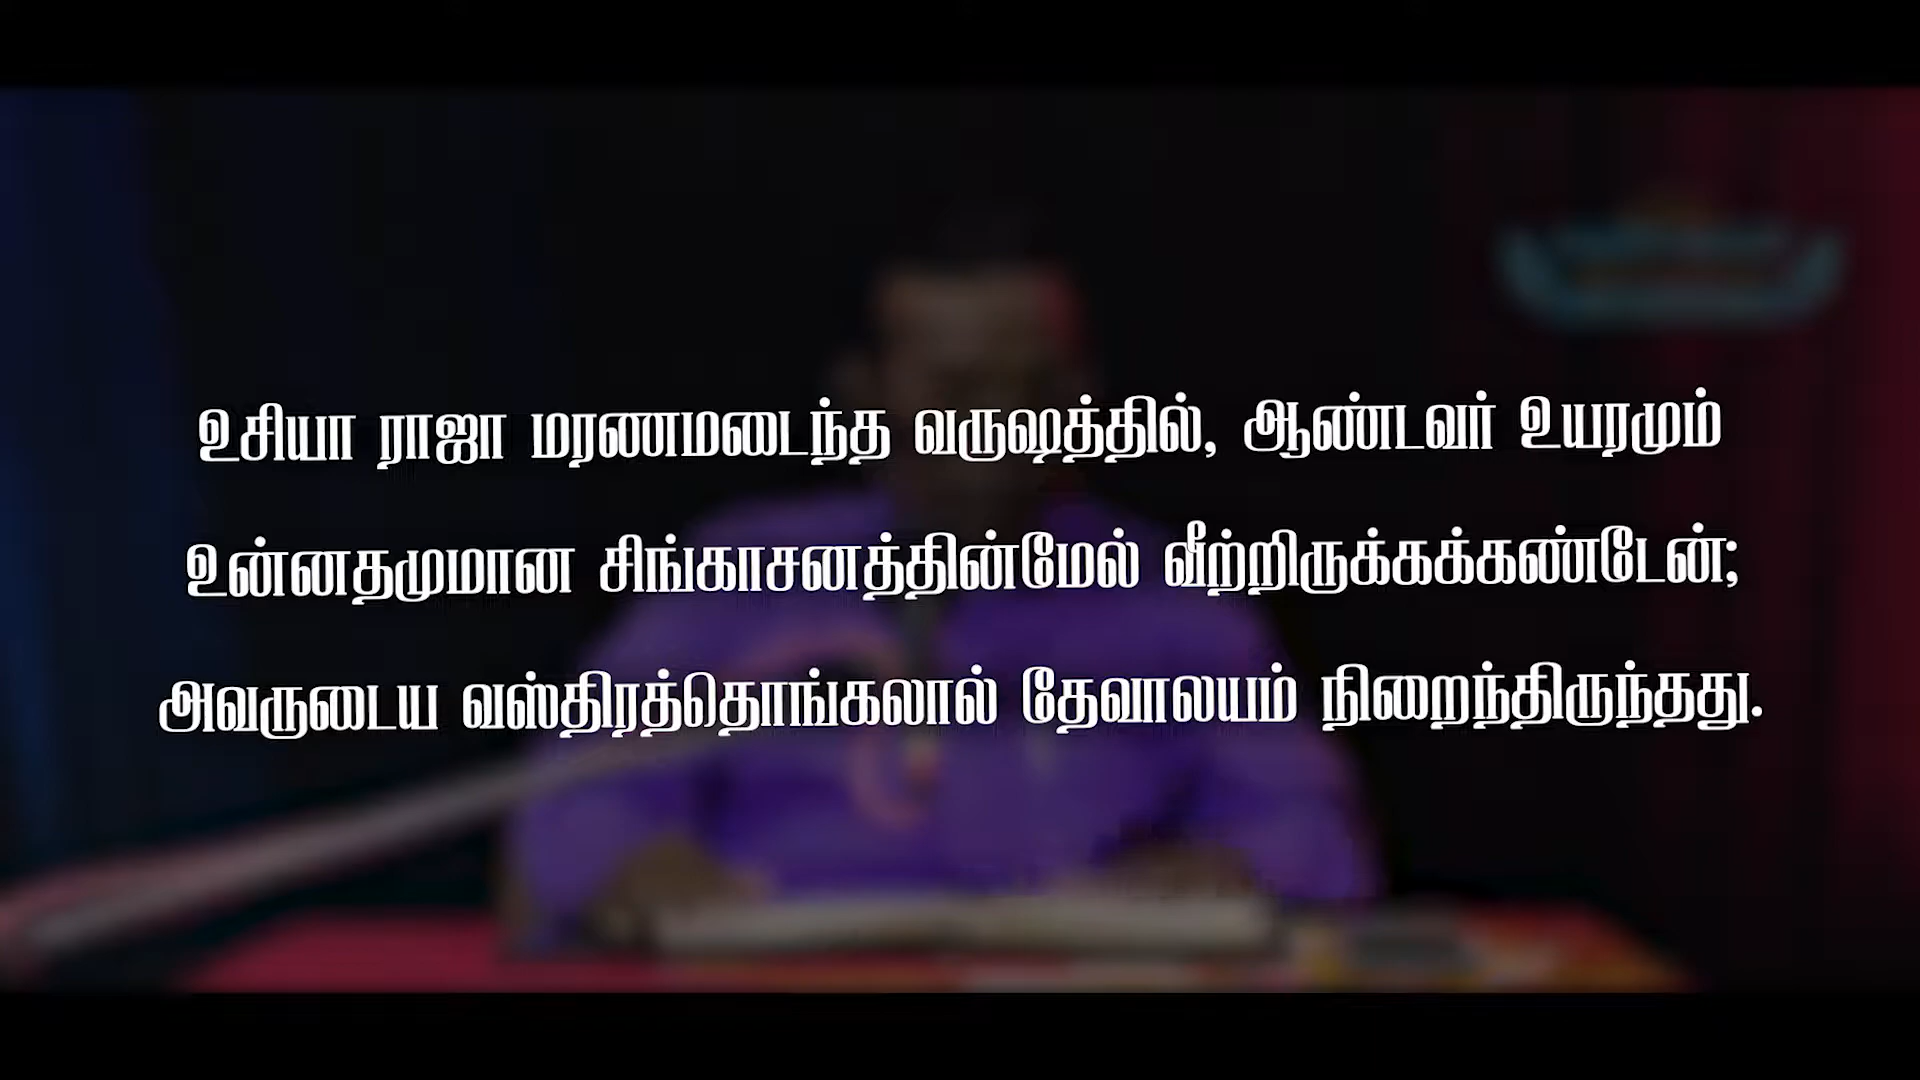 உசியா ராஜா மரணமடைந்த வருஷத்தில், ஆண்டவர் உயரமும்
உன்னதமுமான சிங்காசனத்தின்மேல் வீற்றிருக்கக்கண்டேன்;
அவருடைய வஸ்திரத்தொங்கலால் தேவாலயம் நிறைந்திருந்தது.